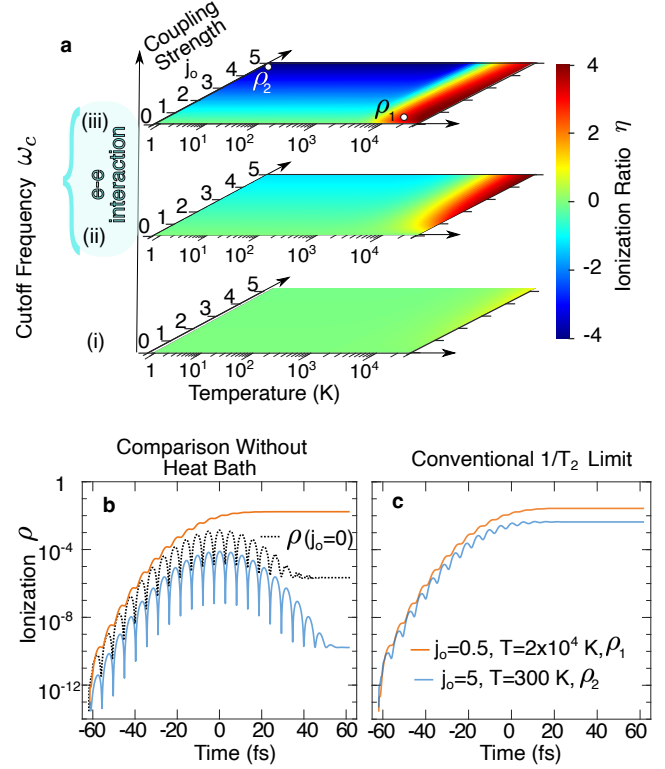 a
Coupling
Strength
j₀
5
4
3
2
1
0
ρ₂
ρ₁
1
10²
10³
10⁴
(iii)
e-e
interaction
Cutoff Frequency ω_c
5
4
3
2
1
0
(ii)
1
10²
10³
10⁴
5
4
3
2
1
0
(i)
1
10²
10³
10⁴
Temperature (K)
4
2
0
-2
-4
Ionization Ratio η
Comparison Without
Heat Bath
Conventional 1/T₂ Limit
b
1
10⁻⁴
10⁻⁸
10⁻¹²
Ionization ρ
ρ(j₀=0)
-60 -40 -20 0 20 40 60
Time (fs)
c
j₀=0.5, T=2x10⁴ K, ρ₁
j₀=5, T=300 K, ρ₂
-60 -40 -20 0 20 40 60
Time (fs)